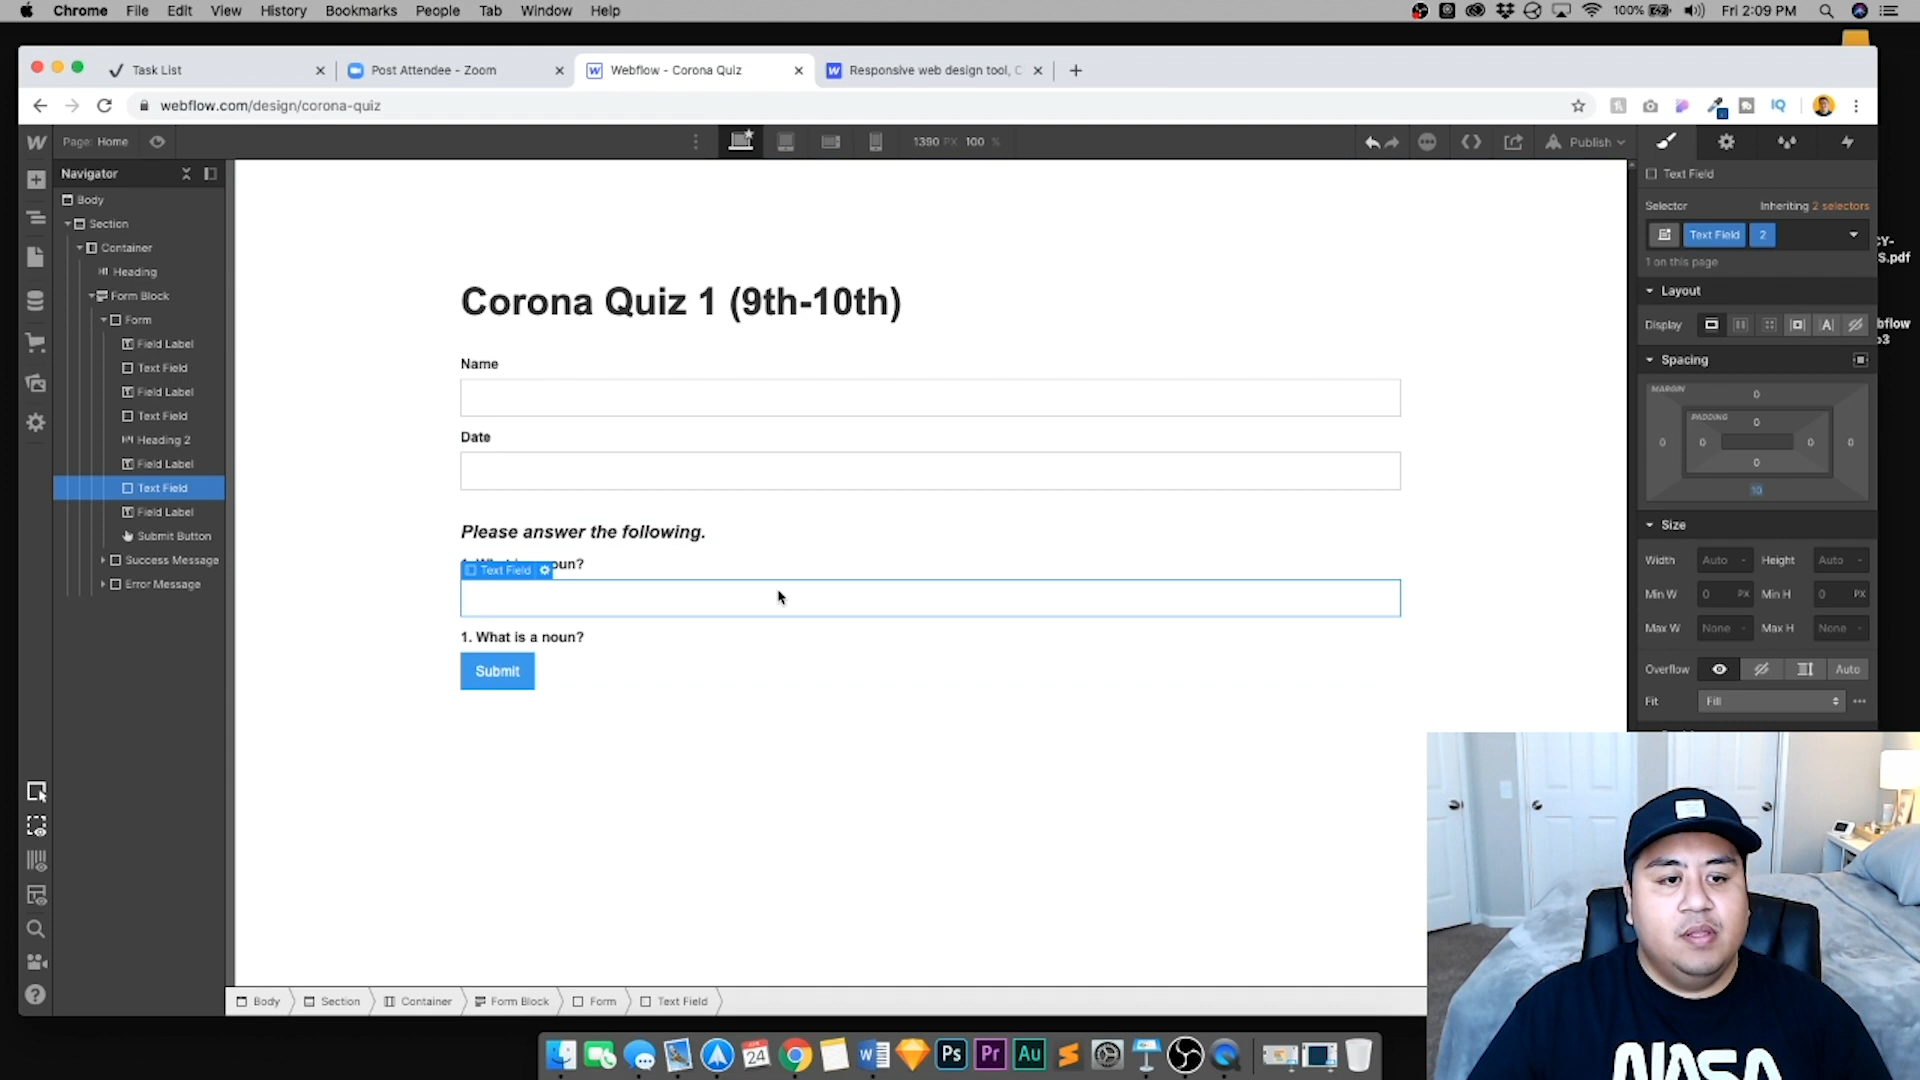 Chrome File Edit View History Bookmarks People Tab Window Help
100% Fri 2:09 PM
Task List
Post Attendee - Zoom
Webflow - Corona Quiz
Responsive web design tool, C
webflow.com/design/corona-quiz
IQ
Page: Home
1390 PX 100 %
Publish
Navigator
Body
Section
Container
Heading
Form Block
Form
Field Label
Text Field
Field Label
Text Field
Heading 2
Field Label
Text Field
Field Label
Submit Button
Success Message
Error Message
Corona Quiz 1 (9th-10th)
Name
Date
Please answer the following.
Text Field
oun?
1. What is a noun?
Submit
Text Field
Selector Inheriting 2 selectors
Text Field 2
1 on this page
Layout
Display
Spacing
MARGIN
0
PADDING
0
0 0 0 0
0
10
Size
Width Auto - Height Auto -
Min W 0 PX Min H 0 PX
Max W None - Max H None -
Overflow Auto
Fit Fill
CY-
S.pdf
bflow
o3
Body Section Container Form Block Form Text Field
24
Ps Pr Au
NASA